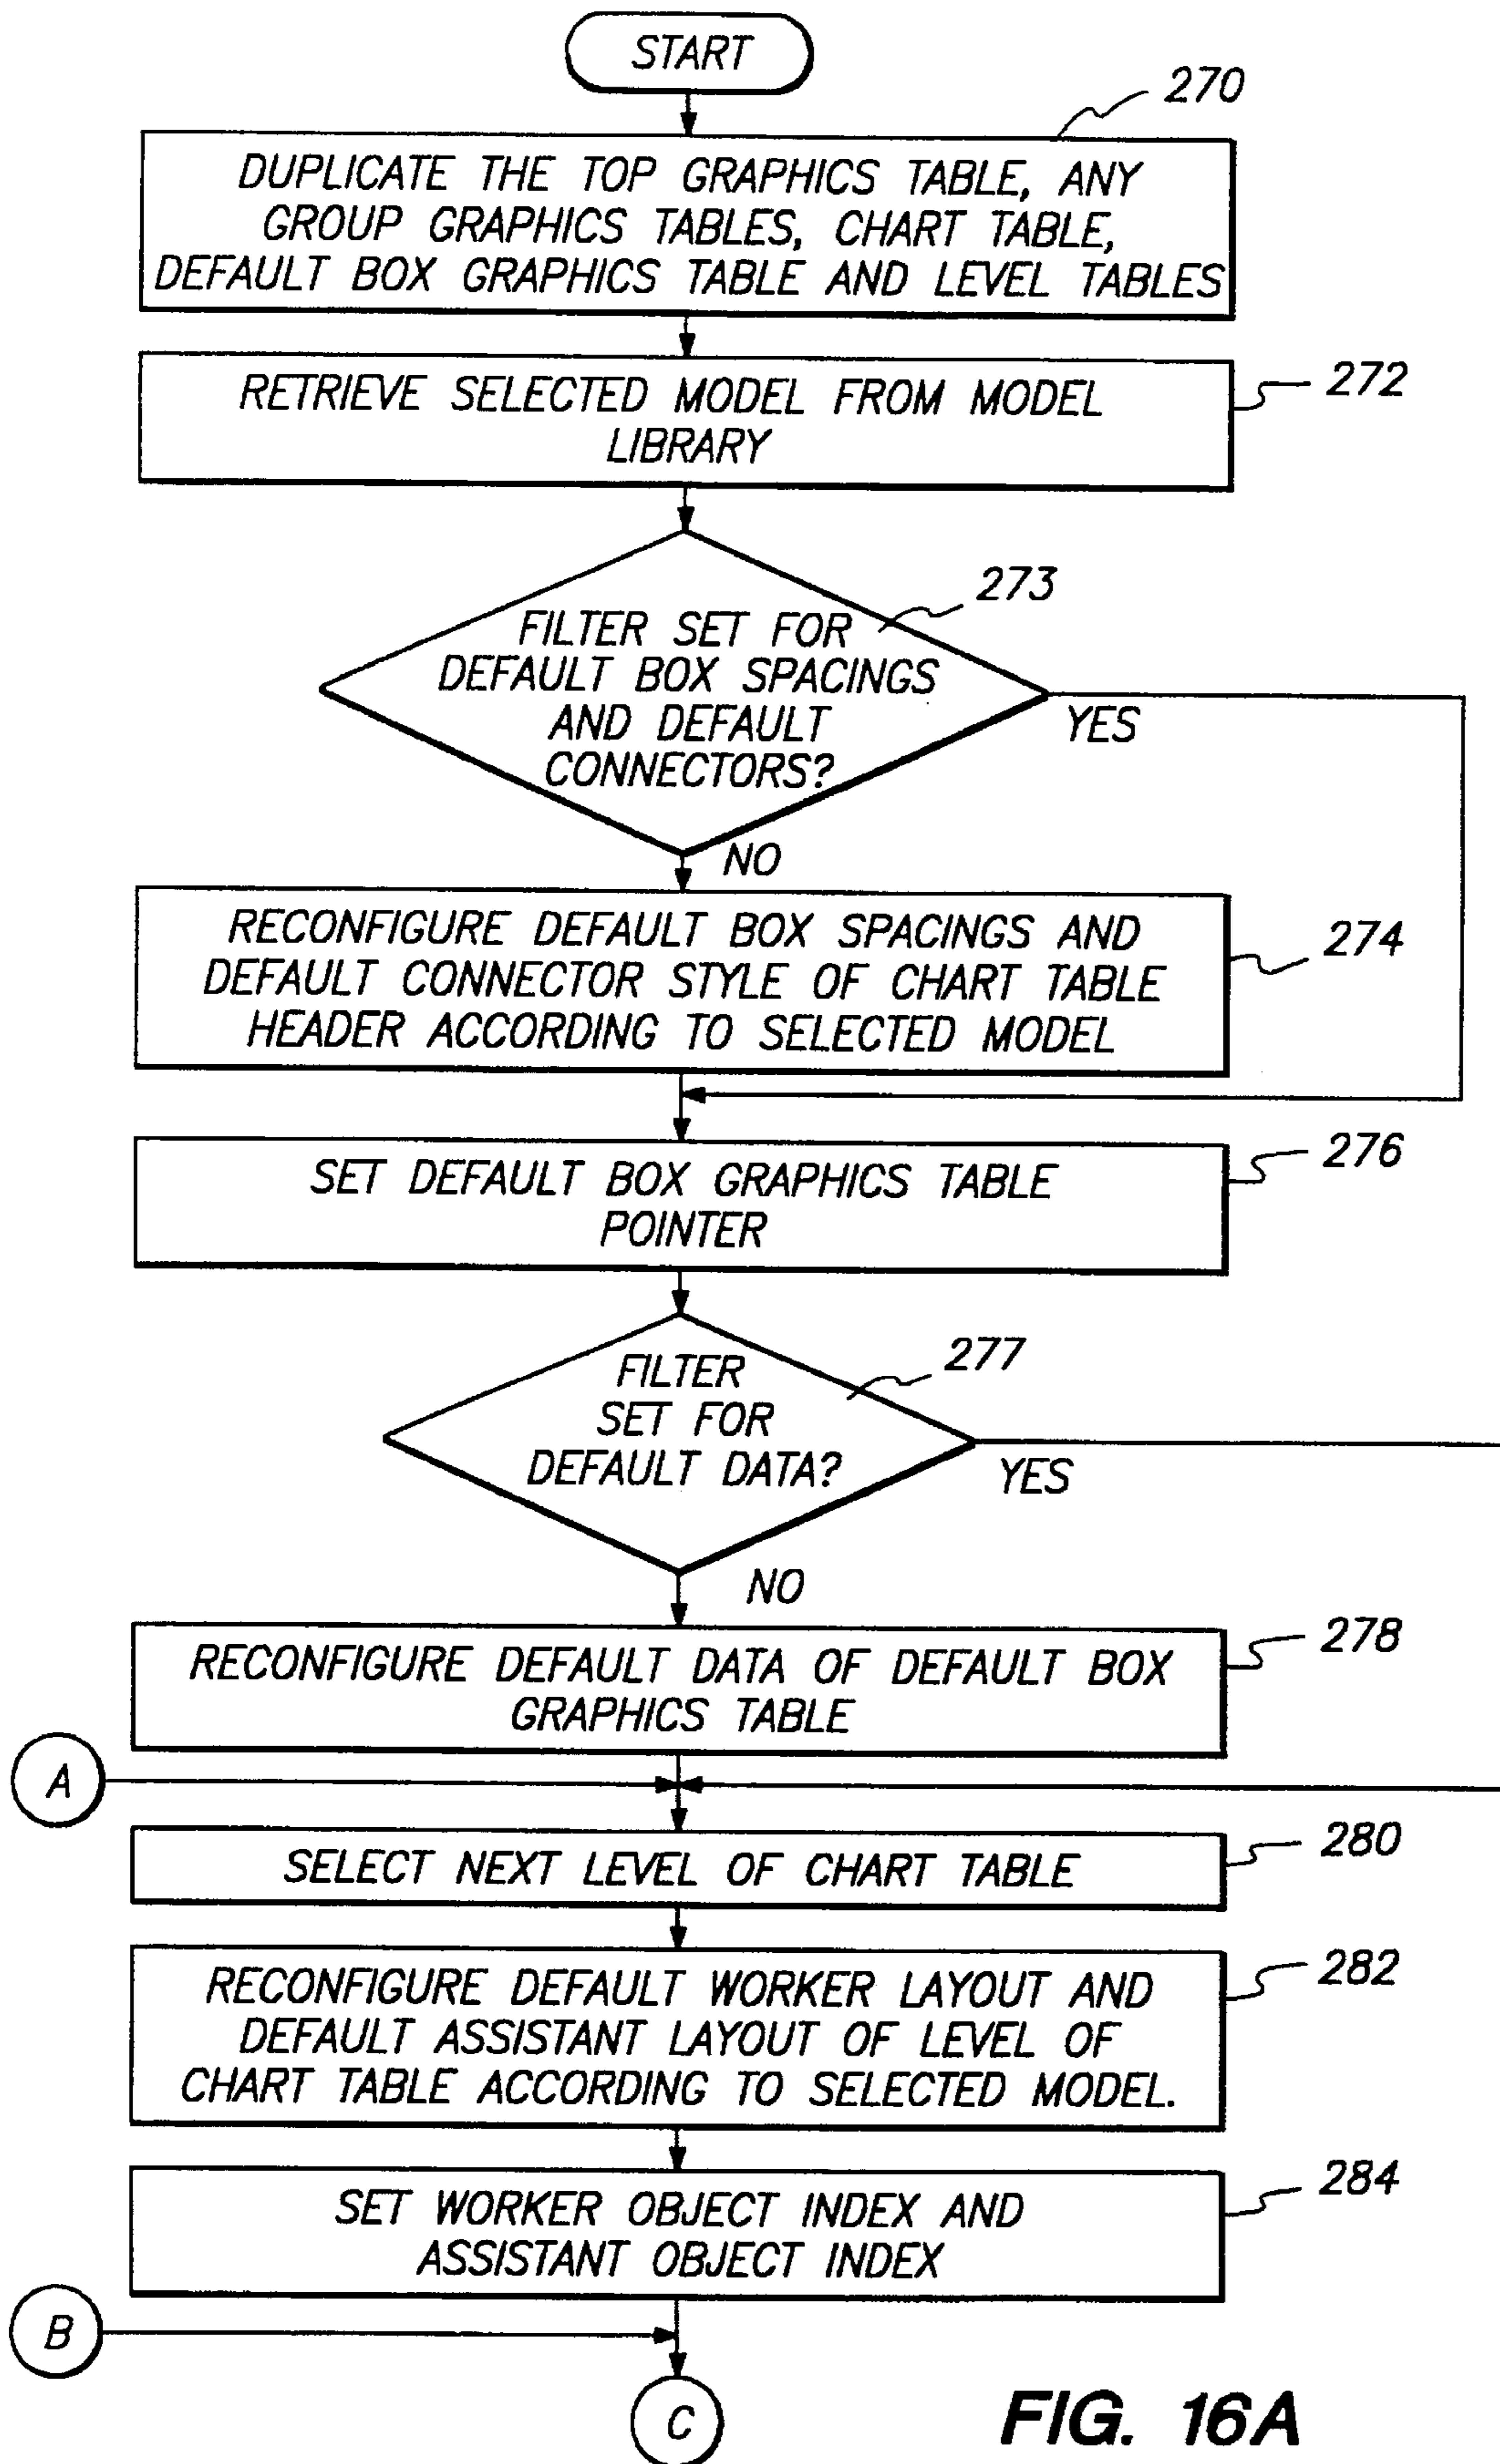 START
270
DUPLICATE THE TOP GRAPHICS TABLE, ANY
GROUP GRAPHICS TABLES, CHART TABLE,
DEFAULT BOX GRAPHICS TABLE AND LEVEL TABLES
272
RETRIEVE SELECTED MODEL FROM MODEL
LIBRARY
273
FILTER SET FOR
DEFAULT BOX SPACINGS
AND DEFAULT
CONNECTORS?
YES
NO
274
RECONFIGURE DEFAULT BOX SPACINGS AND
DEFAULT CONNECTOR STYLE OF CHART TABLE
HEADER ACCORDING TO SELECTED MODEL
276
SET DEFAULT BOX GRAPHICS TABLE
POINTER
277
FILTER
SET FOR
DEFAULT DATA?
YES
NO
278
RECONFIGURE DEFAULT DATA OF DEFAULT BOX
GRAPHICS TABLE
A
280
SELECT NEXT LEVEL OF CHART TABLE
282
RECONFIGURE DEFAULT WORKER LAYOUT AND
DEFAULT ASSISTANT LAYOUT OF LEVEL OF
CHART TABLE ACCORDING TO SELECTED MODEL.
284
SET WORKER OBJECT INDEX AND
ASSISTANT OBJECT INDEX
B
C
FIG. 16A